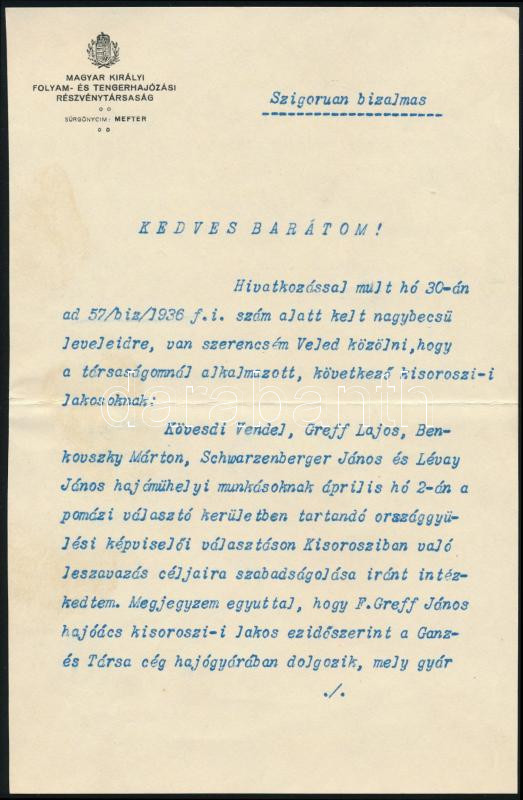 MAGYAR KIRÁLYI
FOLYAM- ÉS TENGERHAJÓZÁSI
RÉSZVÉNYTÁRSASÁG
SÜRGÖNYCIM: MEFTER
Szigoruan bizalmas
KEDVES BARÁTOM!
Hivatkozással mult hó 30-án
ad 57/biz/1936 f.i. szám alatt kelt nagybecsü
leveleidre, van szerencsém Veled közölni,hogy
a társaságomnál alkalmazott, következő kisoroszi-i
lakosoknak:
darabanth
Kövesdi Vendel, Greff Lajos, Ben-
kovszky Márton, Schwarzenberger János és Lévay
János hajómühelyi munkásoknak április hó 2-án a
pomázi választó kerületben tartandó országgyü-
lési képviselői választáson Kisorosziban való
leszavazás céljaira szabadságolása iránt intéz-
kedtem. Megjegyzem egyuttal, hogy F.Greff János
hajóács kisoroszi-i lakos ezidőszerint a Ganz-
és Társa cég hajógyárában dolgozik, mely gyár
./.